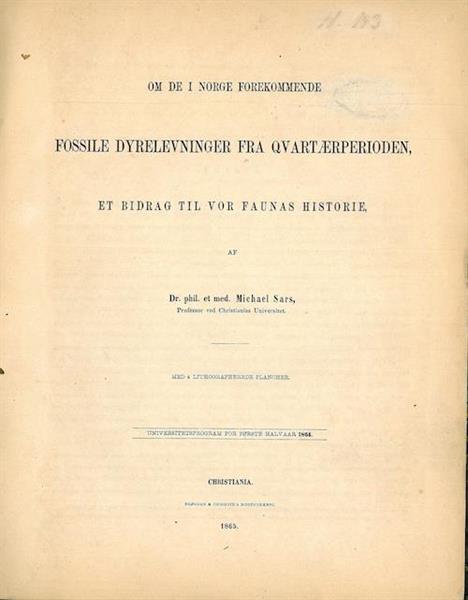 OM DE I NORGE FOREKOMMENDE
FOSSILE DYRELEVNINGER FRA QVARTÆRPERIODEN,
ET BIDRAG TIL VOR FAUNAS HISTORIE,
AF
Dr. phil. et med. Michael Sars,
Professor ved Christianias Universitet.
MED 4 LITHOGRAPHEREDE PLANCHER.
UNIVERSITETSPROGRAM FOR FØRSTE HALVAAR 1864.
CHRISTIANIA.
1865.